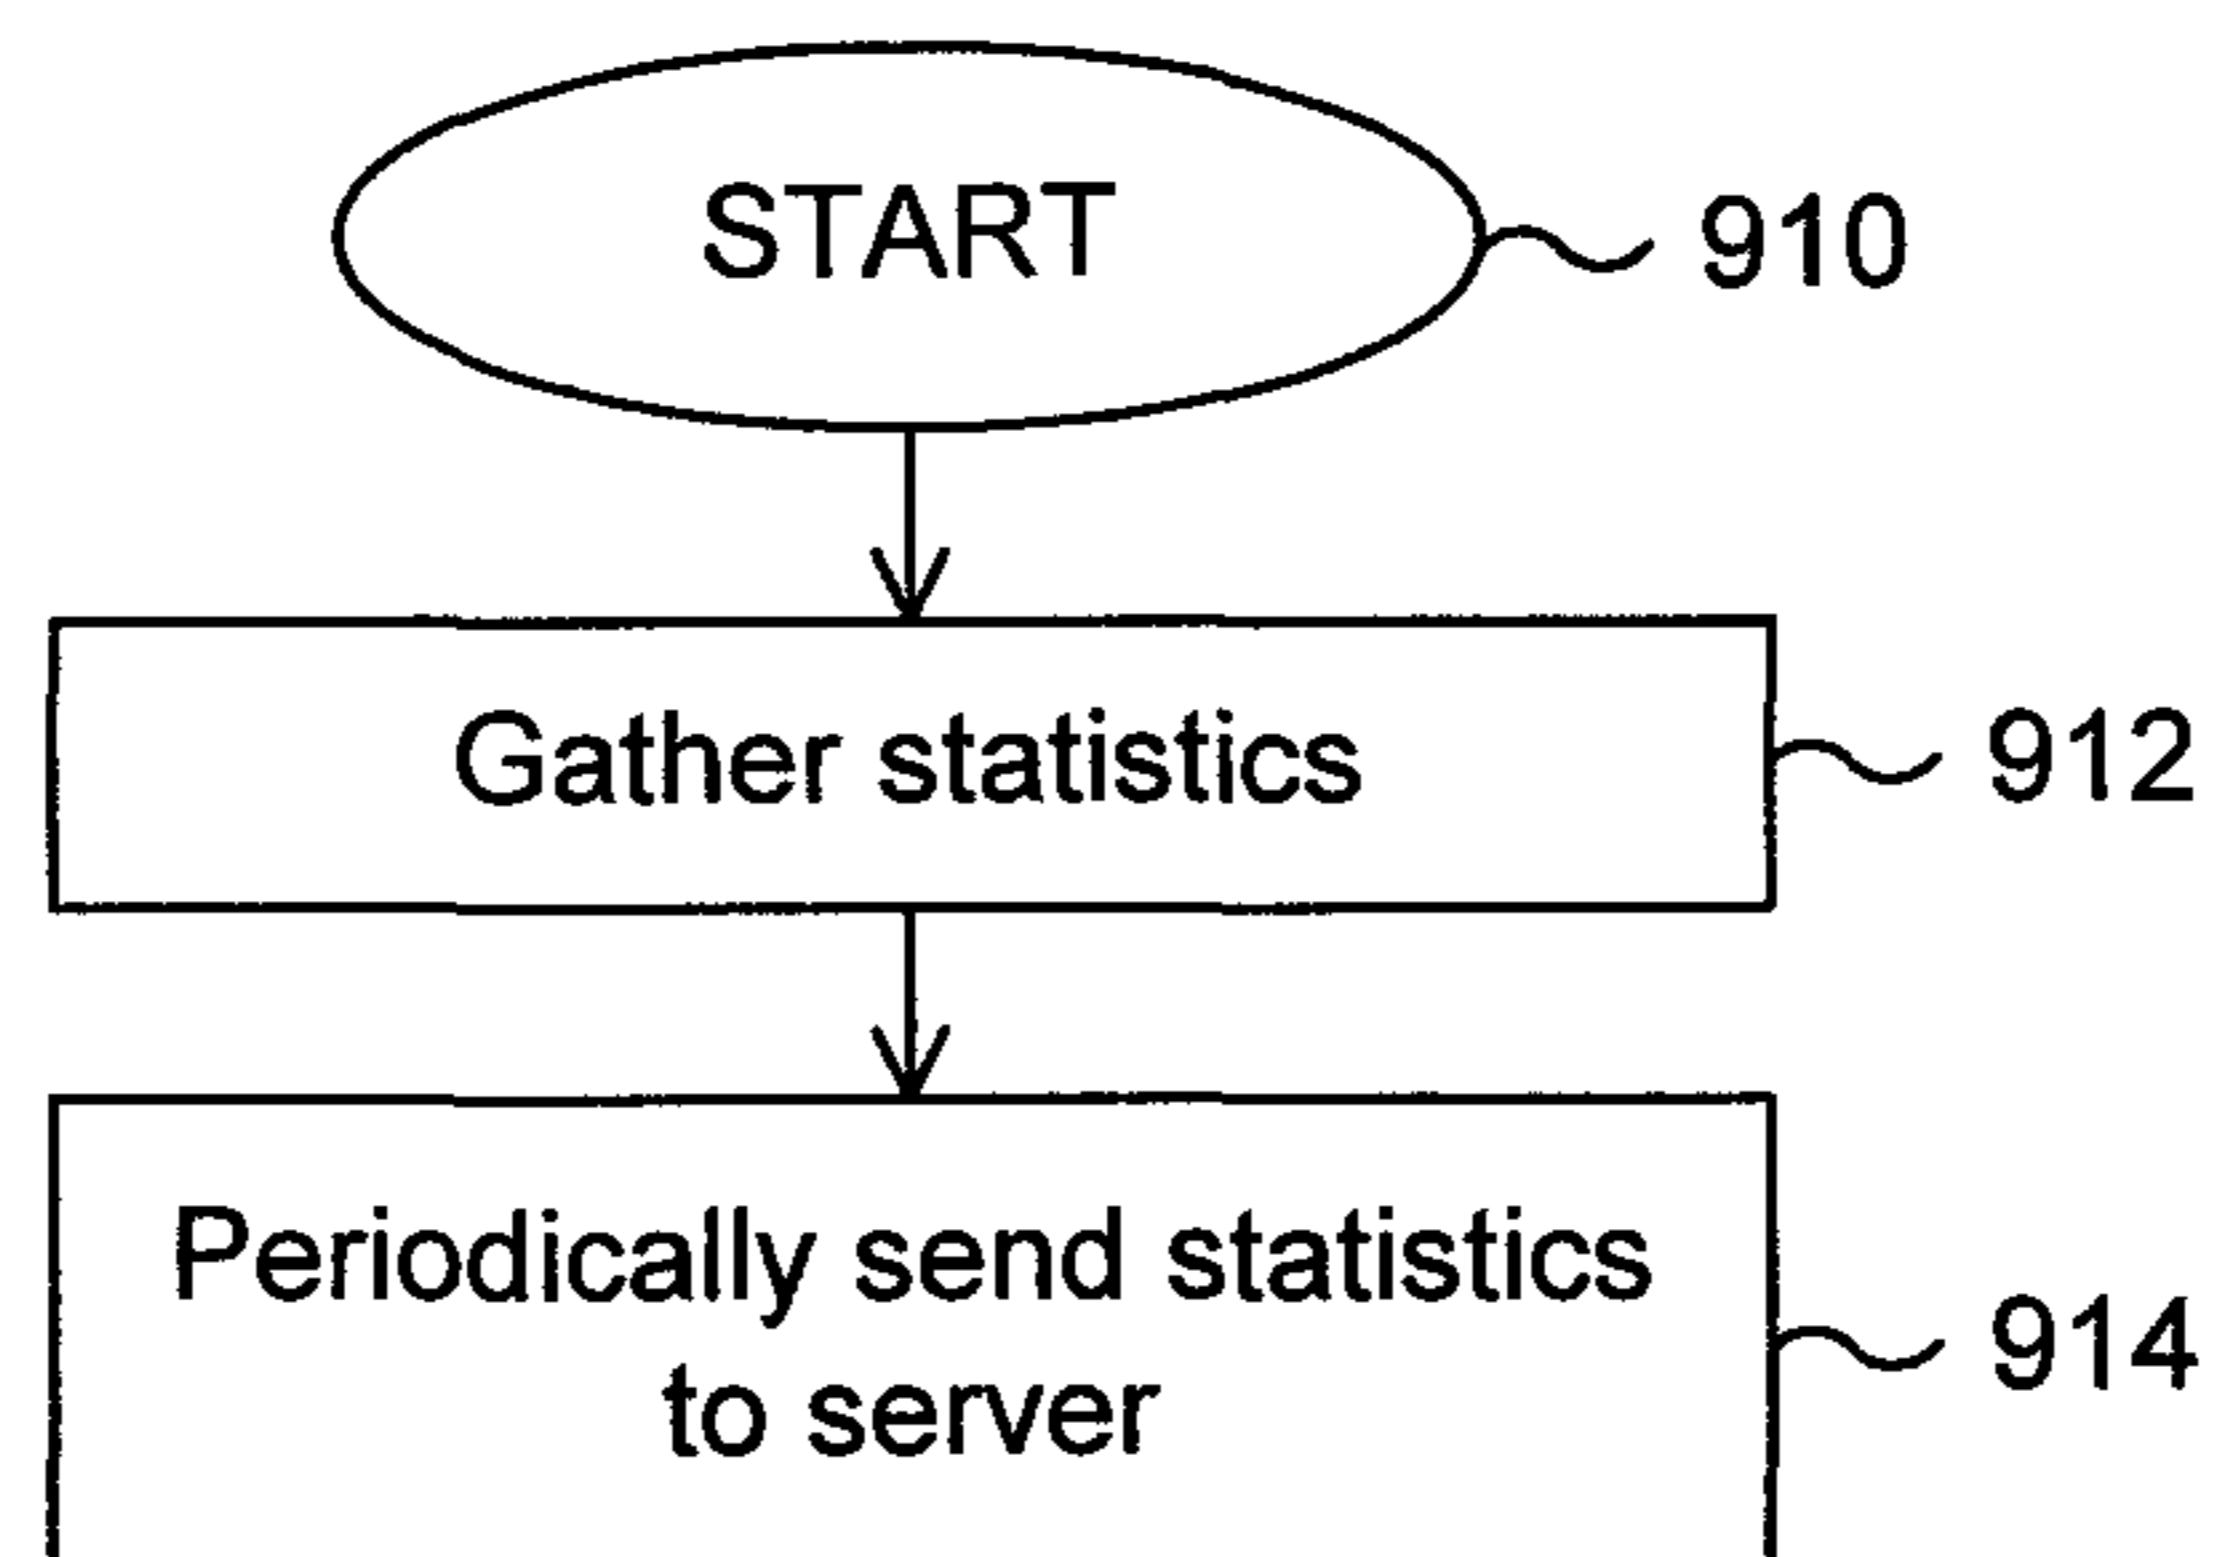 START
910
Gather statistics
912
Periodically send statistics
to server
914